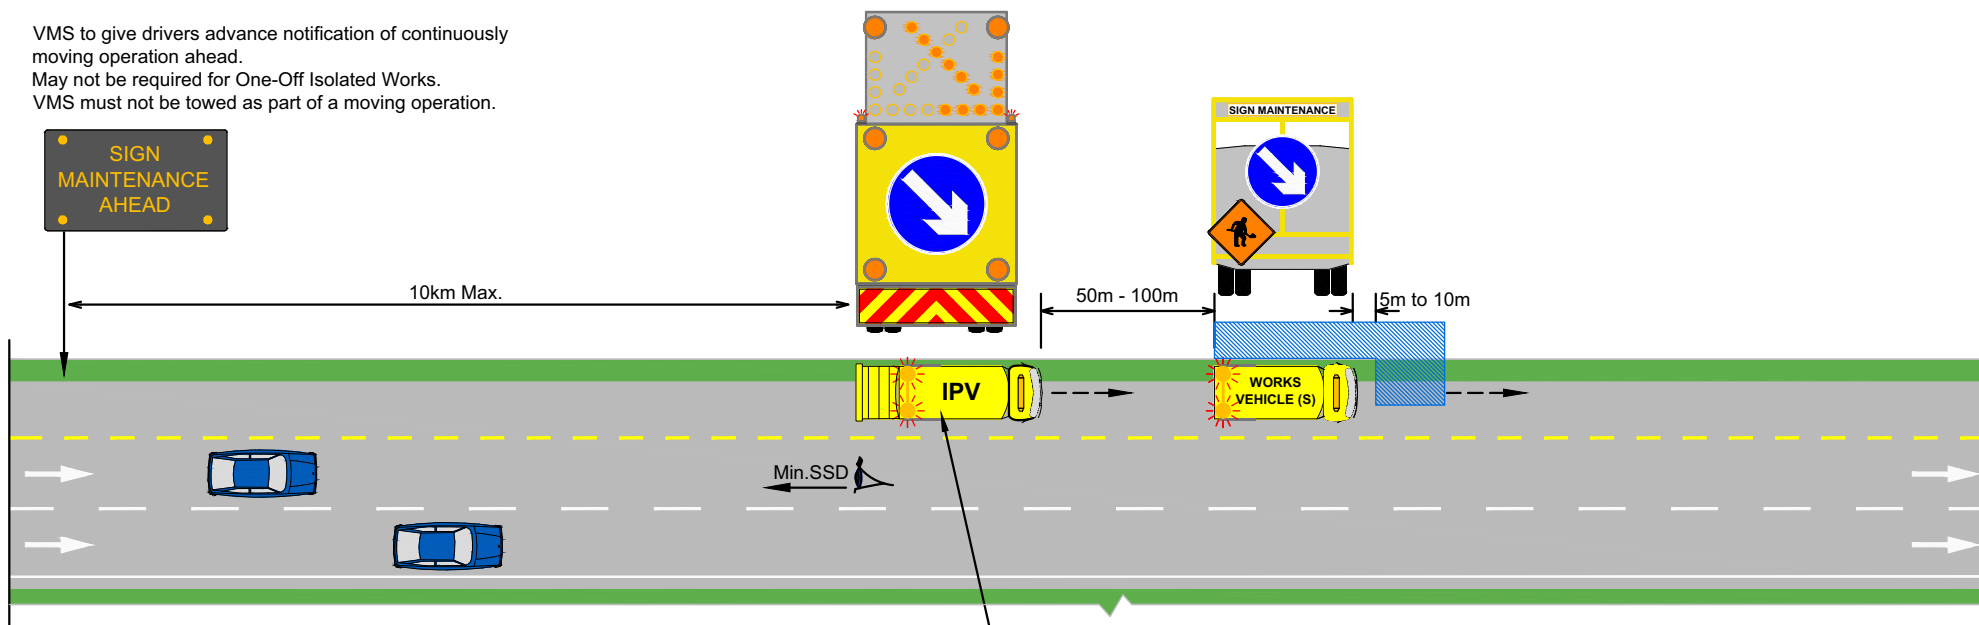 VMS to give drivers advance notification of continuously
moving operation ahead.
May not be required for One-Off Isolated Works.
VMS must not be towed as part of a moving operation.
SIGN
MAINTENANCE
AHEAD
SIGN MAINTENANCE
10km Max.
50m - 100m
5m to 10m
IPV
WORKS
VEHICLE (S)
Min.SSD